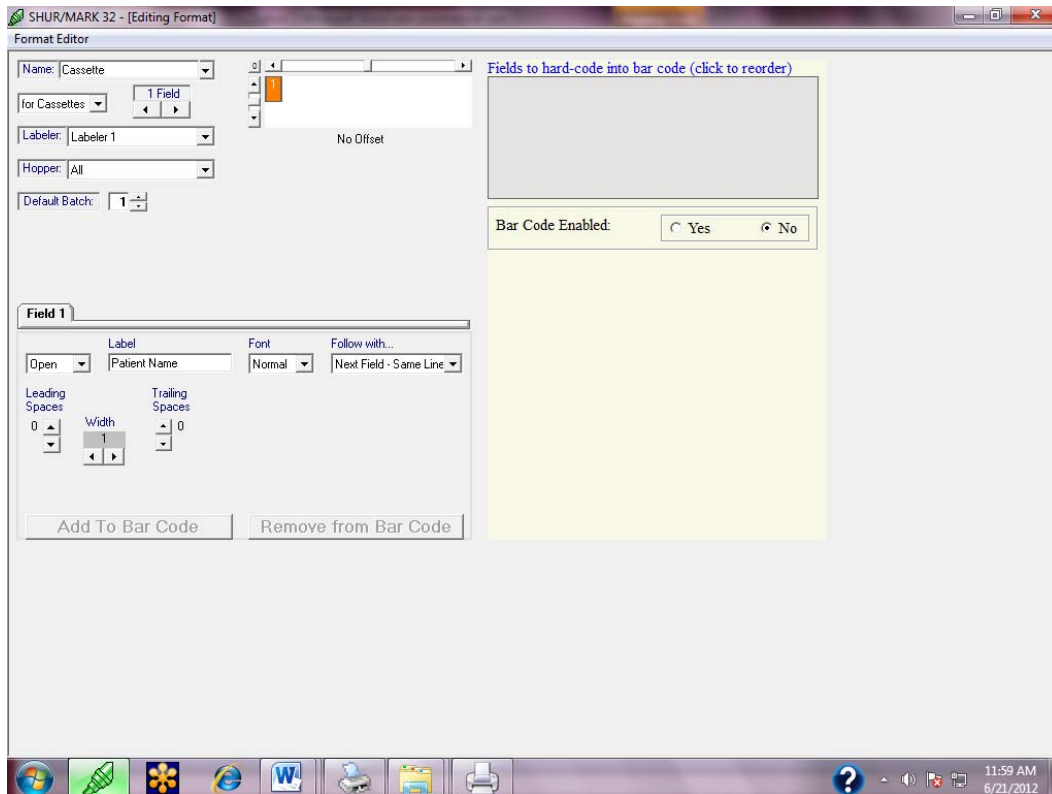 SHUR/MARK 32 - [Editing Format]
Format Editor
Name: Cassette
for Cassettes
1 Field
Labeler: Labeler 1
Hopper: All
Default Batch: 1
0
1
No Offset
Fields to hard-code into bar code (click to reorder)
Bar Code Enabled: Yes No
Field 1
Label Font Follow with...
Open Patient Name Normal Next Field - Same Line
Leading Spaces
0
Width
1
Trailing Spaces
0
Add To Bar Code Remove from Bar Code
W
?
11:59 AM
6/21/2012